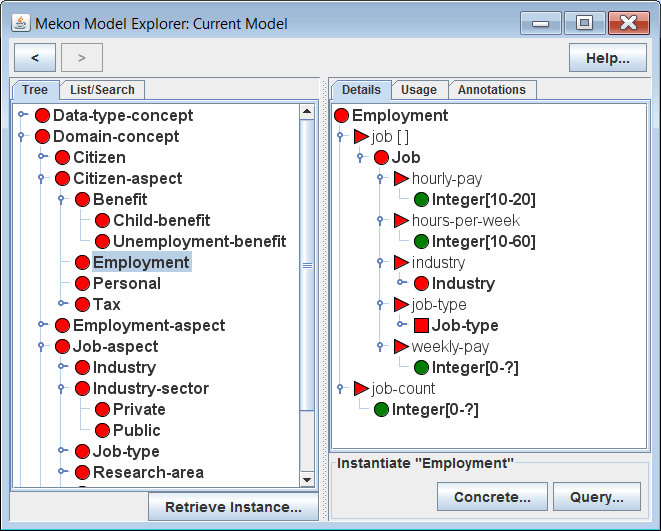 Mekon Model Explorer: Current Model
<
>
Help...
Tree
List/Search
Data-type-concept
Domain-concept
Citizen
Citizen-aspect
Benefit
Child-benefit
Unemployment-benefit
Employment
Personal
Tax
Employment-aspect
Job-aspect
Industry
Industry-sector
Private
Public
Job-type
Research-area
Retrieve Instance...
Details
Usage
Annotations
Employment
job [ ]
Job
hourly-pay
Integer[10-20]
hours-per-week
Integer[10-60]
industry
Industry
job-type
Job-type
weekly-pay
Integer[0-?]
job-count
Integer[0-?]
Instantiate "Employment"
Concrete...
Query...